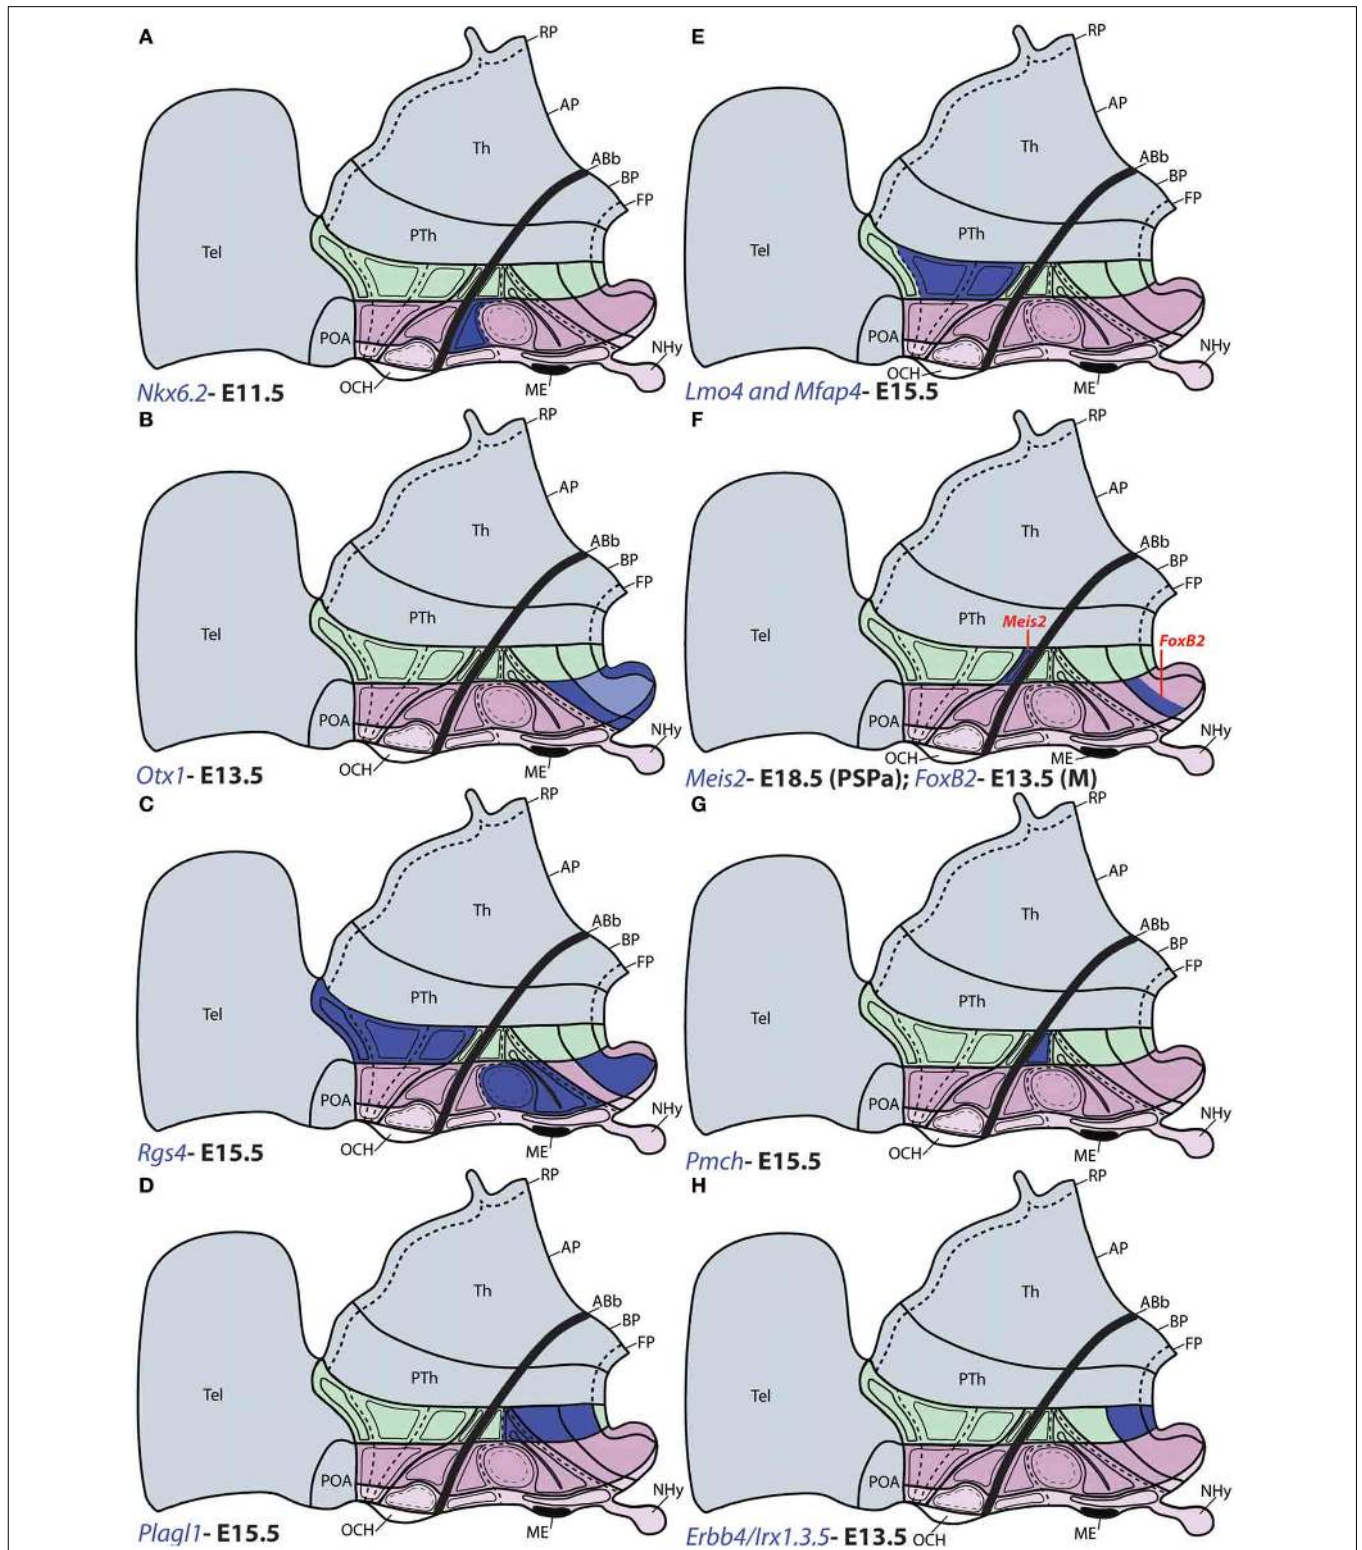 A
RP
AP
Th
ABb
BP
FP
PTh
Tel
POA
NHy
OCH
ME
Nkx6.2- E11.5
B
RP
AP
Th
ABb
BP
FP
PTh
Tel
POA
NHy
OCH
ME
Otx1- E13.5
C
RP
AP
Th
ABb
BP
FP
PTh
Tel
POA
NHy
OCH
ME
Rgs4- E15.5
D
RP
AP
Th
ABb
BP
FP
PTh
Tel
POA
NHy
OCH
ME
Plagl1- E15.5
E
RP
AP
Th
ABb
BP
FP
PTh
Tel
POA
NHy
OCH
ME
Lmo4 and Mfap4- E15.5
F
RP
AP
Th
ABb
BP
FP
PTh
Meis2
FoxB2
Tel
POA
NHy
OCH
ME
Meis2- E18.5 (PSPa); FoxB2- E13.5 (M)
G
RP
AP
Th
ABb
BP
FP
PTh
Tel
POA
NHy
OCH
ME
Pmch- E15.5
H
RP
AP
Th
ABb
BP
FP
PTh
Tel
POA
NHy
ME
Erbb4/Irx1,3,5- E13.5 OCH